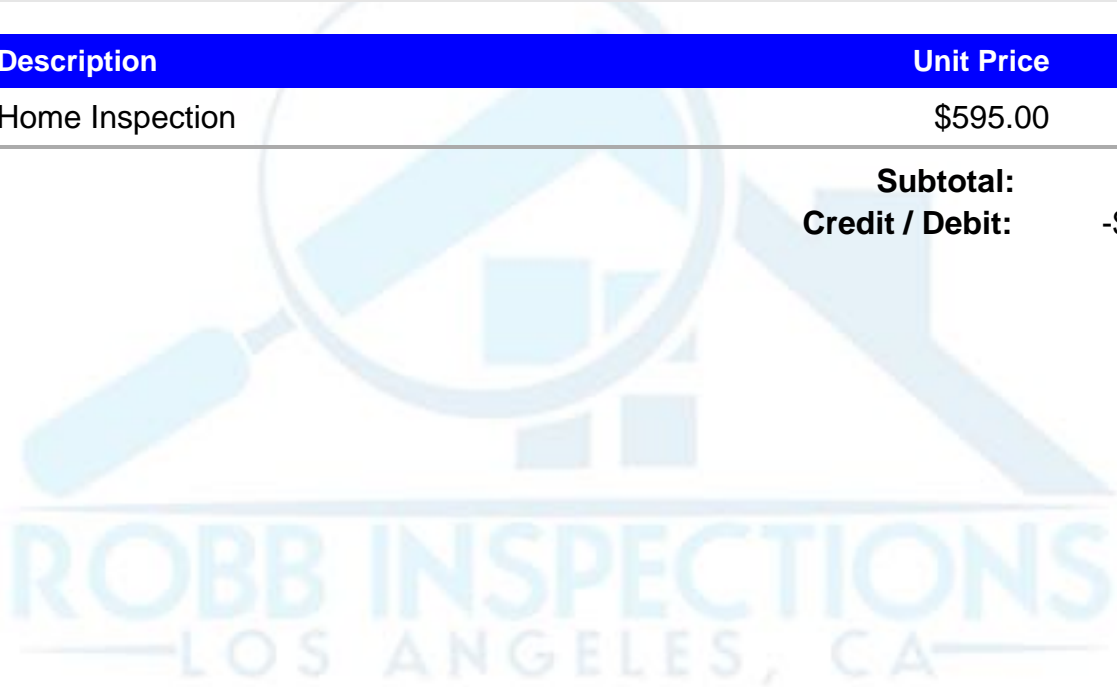 Description Unit Price
Home Inspection $595.00
Subtotal:
Credit / Debit: -$
ROBB INSPECTIONS
LOS ANGELES, CA